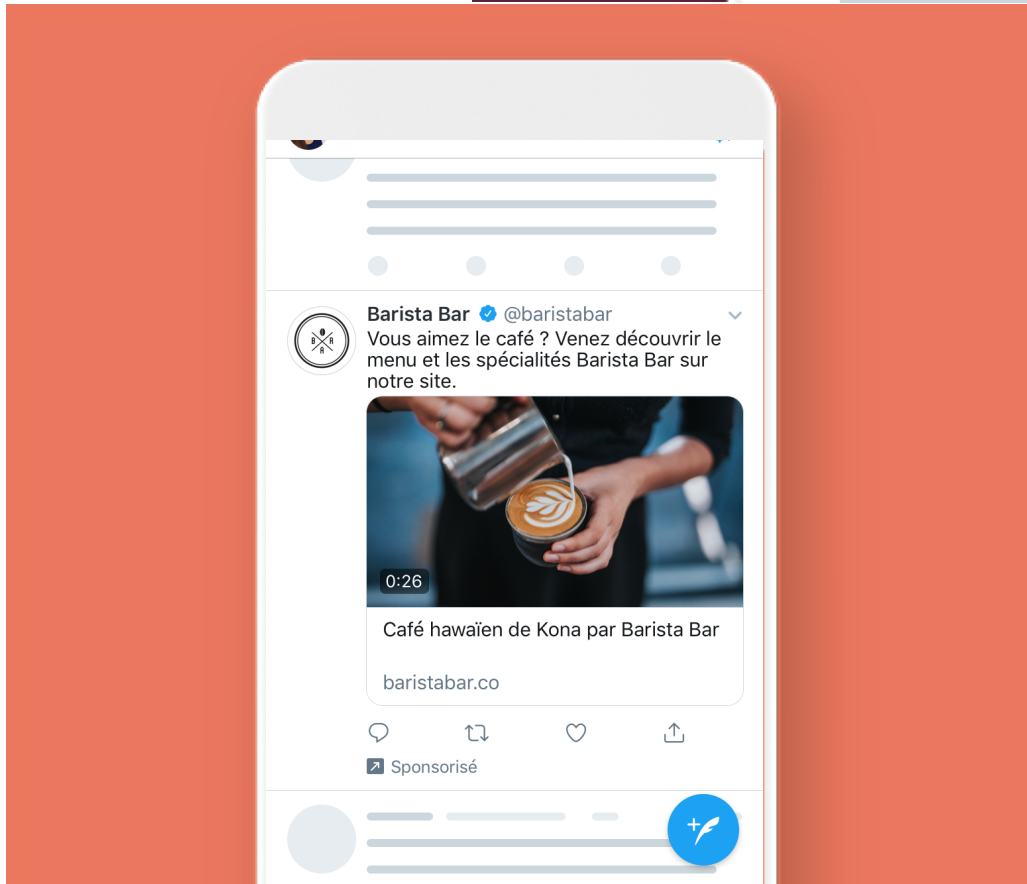 Barista Bar @baristabar
Vous aimez le café ? Venez découvrir le
menu et les spécialités Barista Bar sur
notre site.
B R
A
0:26
Café hawaïen de Kona par Barista Bar
baristabar.co
Sponsorisé